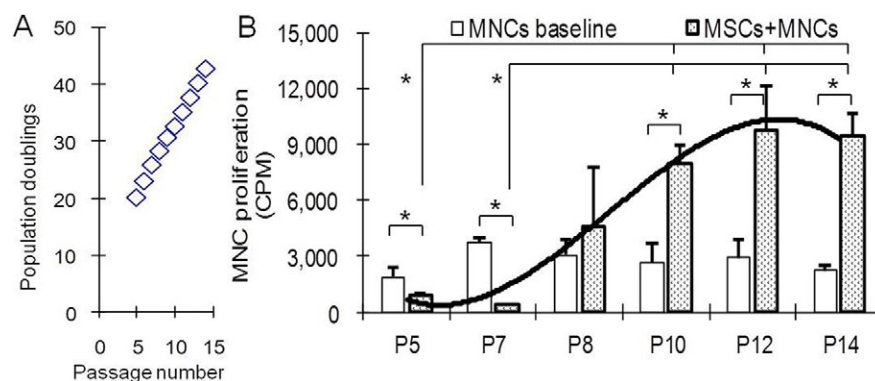 A
Population doublings
50
40
30
20
10
0
0 5 10 15
Passage number
B
MNC proliferation
(CPM)
15,000
12,000
9,000
6,000
3,000
0
MNCs baseline MSCs+MNCs
* *
* * *
* *
P5 P7 P8 P10 P12 P14